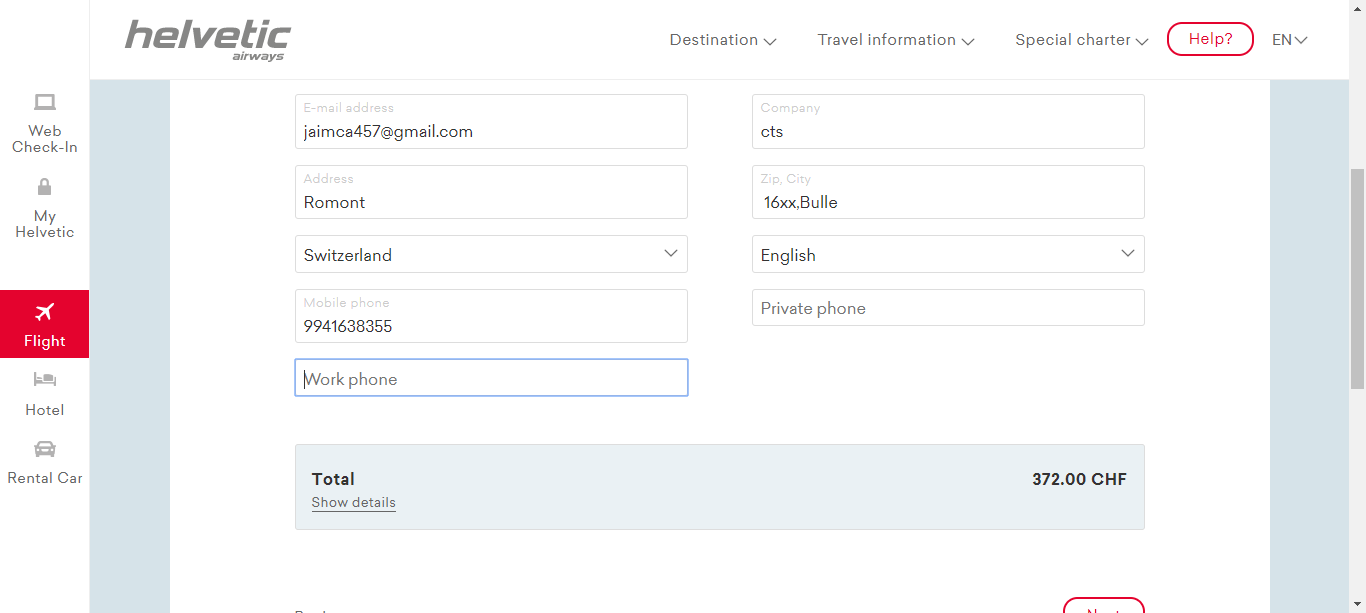 helvetic
airways
Destination
Travel information
Special charter
Help?
EN
Web
Check-In
My
Helvetic
Flight
Hotel
Rental Car
E-mail address
jaimca457@gmail.com
Company
cts
Address
Romont
Zip, City
16xx,Bulle
Switzerland
English
Mobile phone
9941638355
Private phone
Work phone
Total
372.00 CHF
Show details